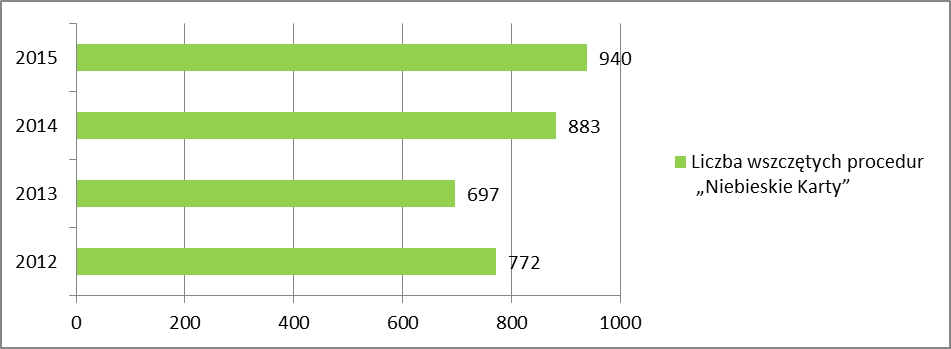 2015 940
2014 883
2013 697
2012 772
0 200 400 600 800 1000
Liczba wszczętych procedur
„Niebieskie Karty”